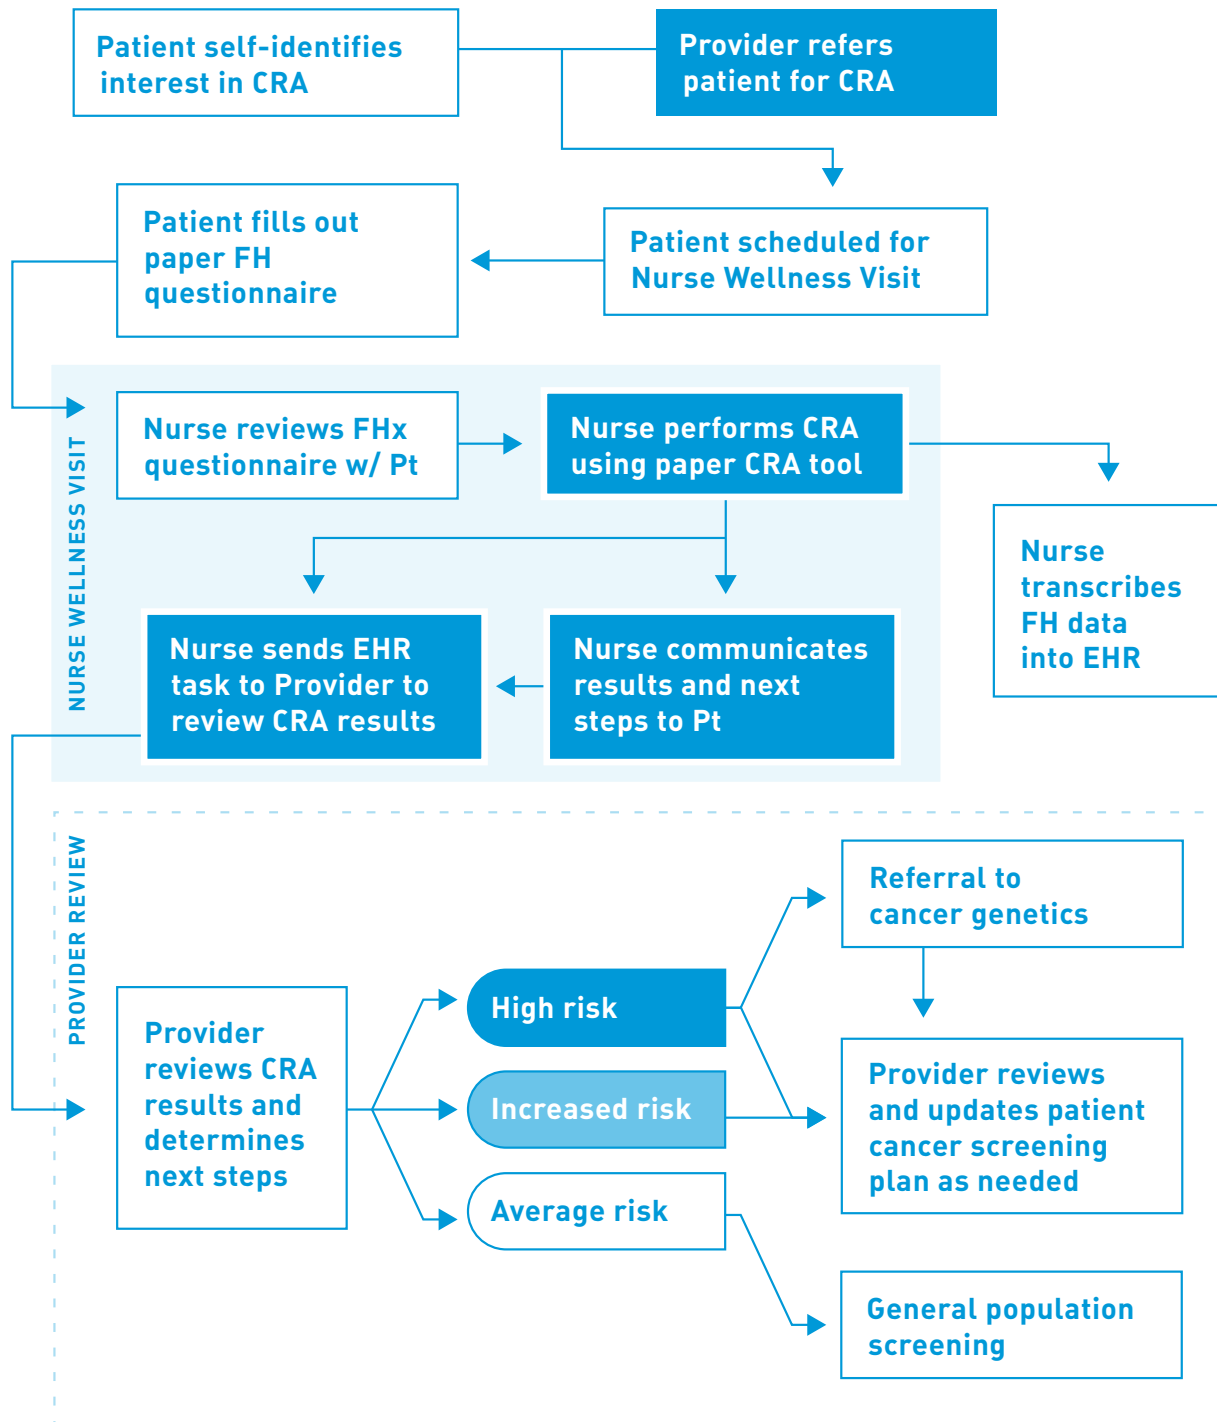 Patient self-identifies
interest in CRA
Provider refers
patient for CRA
Patient fills out
paper FH
questionnaire
Patient scheduled for
Nurse Wellness Visit
NURSE WELLNESS VISIT
Nurse reviews FHx
questionnaire w/ Pt
Nurse performs CRA
using paper CRA tool
Nurse
transcribes
FH data
into EHR
Nurse sends EHR
task to Provider to
review CRA results
Nurse communicates
results and next
steps to Pt
PROVIDER REVIEW
Provider
reviews CRA
results and
determines
next steps
High risk
Increased risk
Average risk
Referral to
cancer genetics
Provider reviews
and updates patient
cancer screening
plan as needed
General population
screening